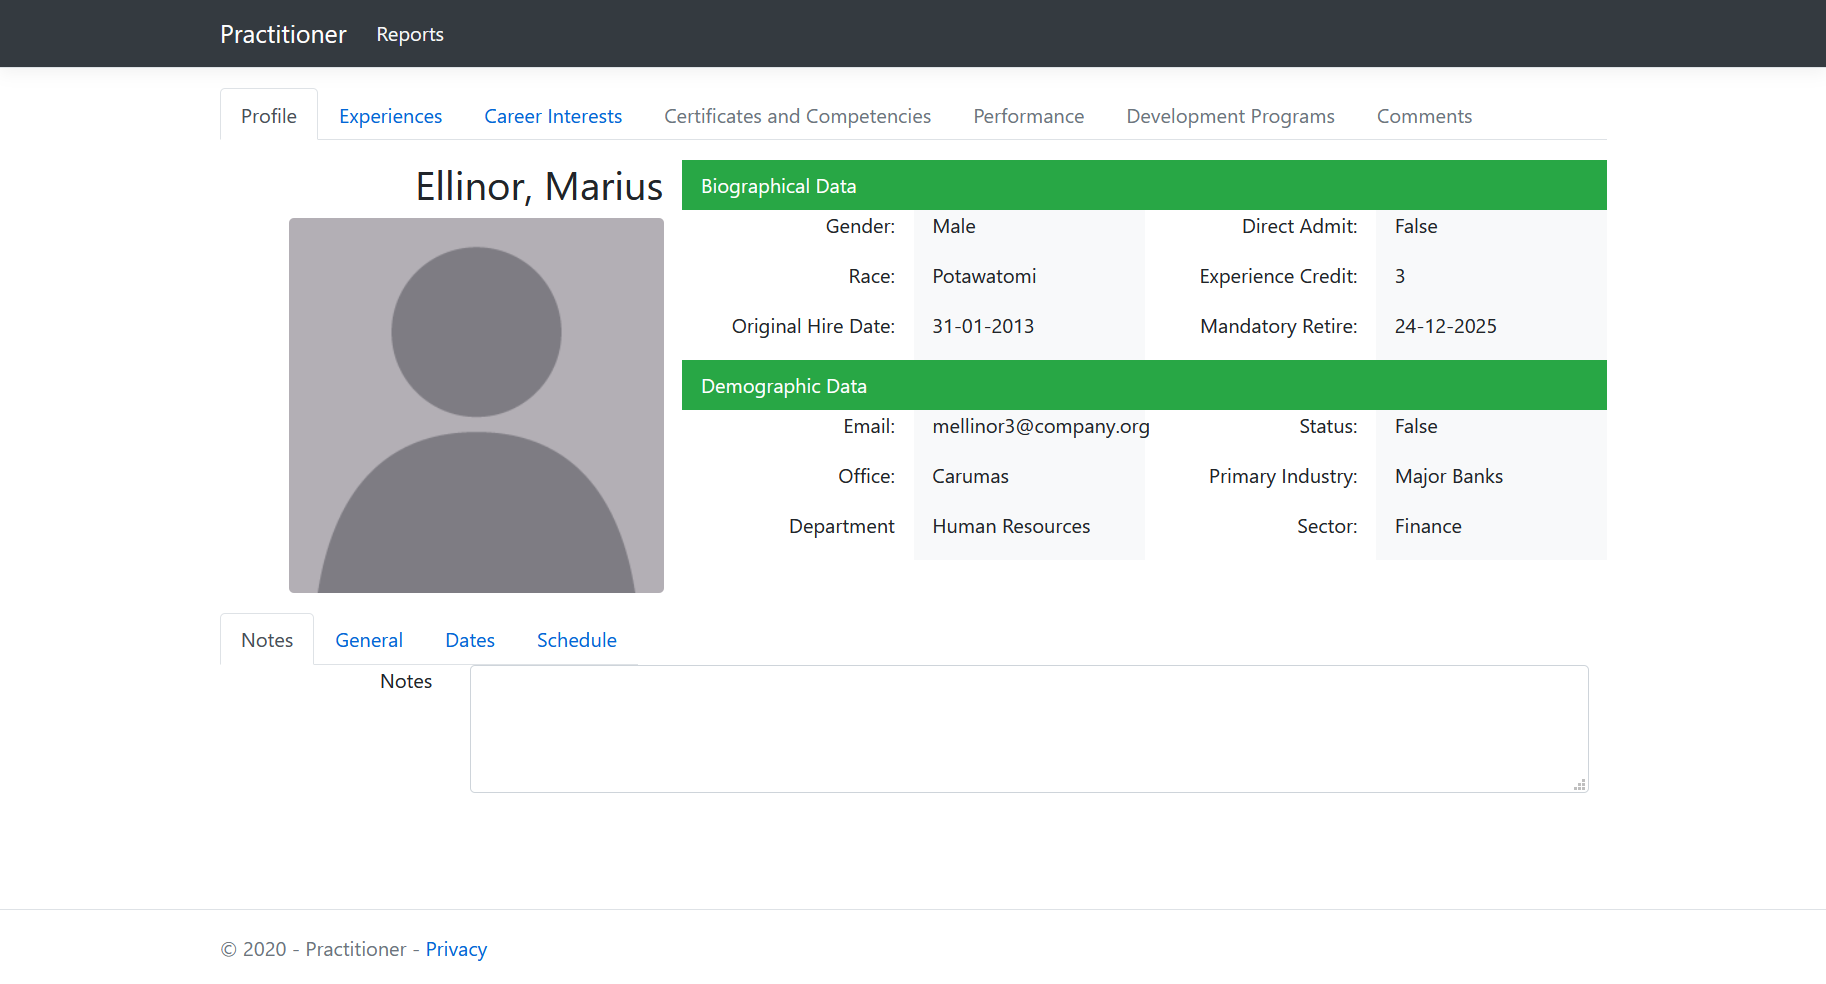 Practitioner Reports
Profile Experiences Career Interests Certificates and Competencies Performance Development Programs Comments
Ellinor, Marius
Biographical Data
Gender: Male Direct Admit: False
Race: Potawatomi Experience Credit: 3
Original Hire Date: 31-01-2013 Mandatory Retire: 24-12-2025
Demographic Data
Email: mellinor3@company.org Status: False
Office: Carumas Primary Industry: Major Banks
Department Human Resources Sector: Finance
Notes General Dates Schedule
Notes
© 2020 - Practitioner - Privacy